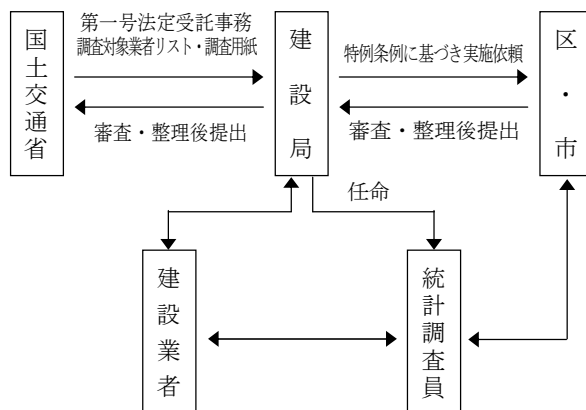 国土交通省
第一号法定受託事務
調査対象業者リスト・調査用紙
審査・整理後提出
建設局
特例条例に基づき実施依頼
審査・整理後提出
区・市
任命
建設業者
統計調査員